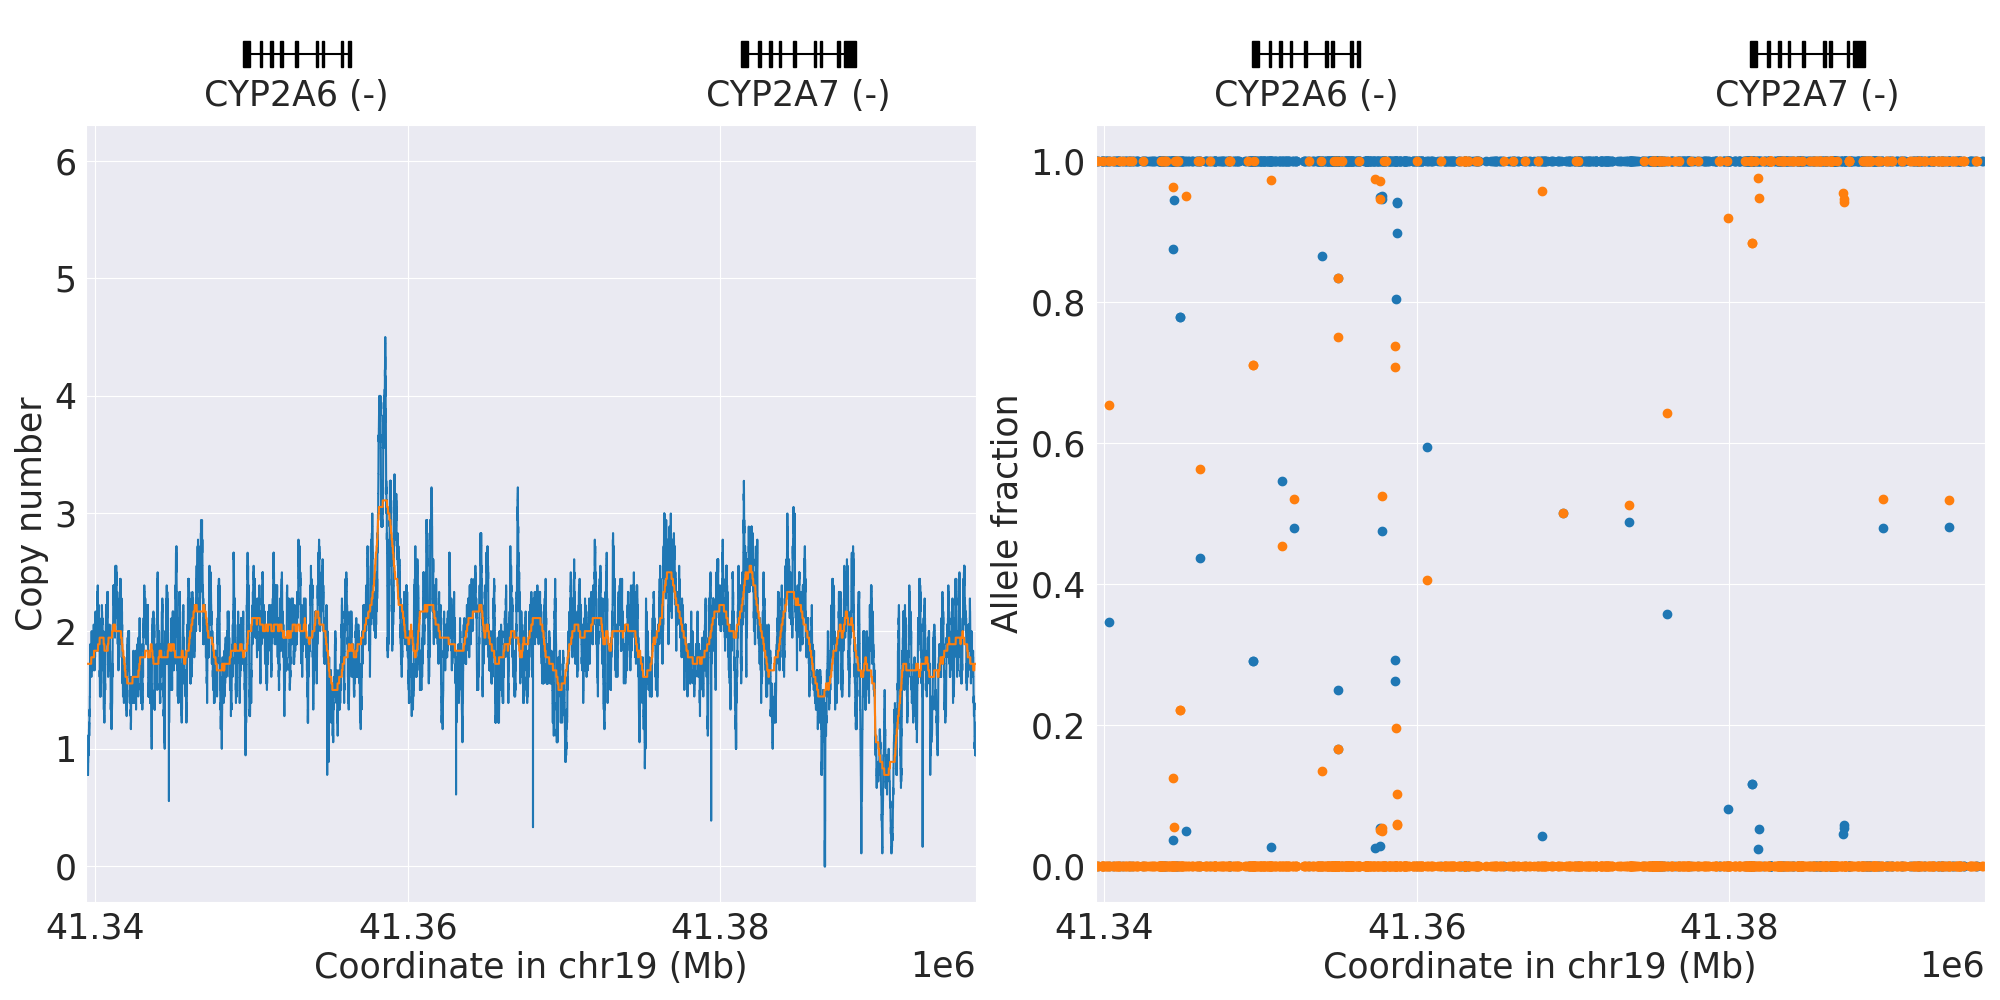 CYP2A6 (-) CYP2A7 (-)
6
5
4
3
2
1
0
Copy number
41.34 41.36 41.38
Coordinate in chr19 (Mb) 1e6
CYP2A6 (-) CYP2A7 (-)
1.0
0.8
0.6
0.4
0.2
0.0
Allele fraction
41.34 41.36 41.38
Coordinate in chr19 (Mb) 1e6